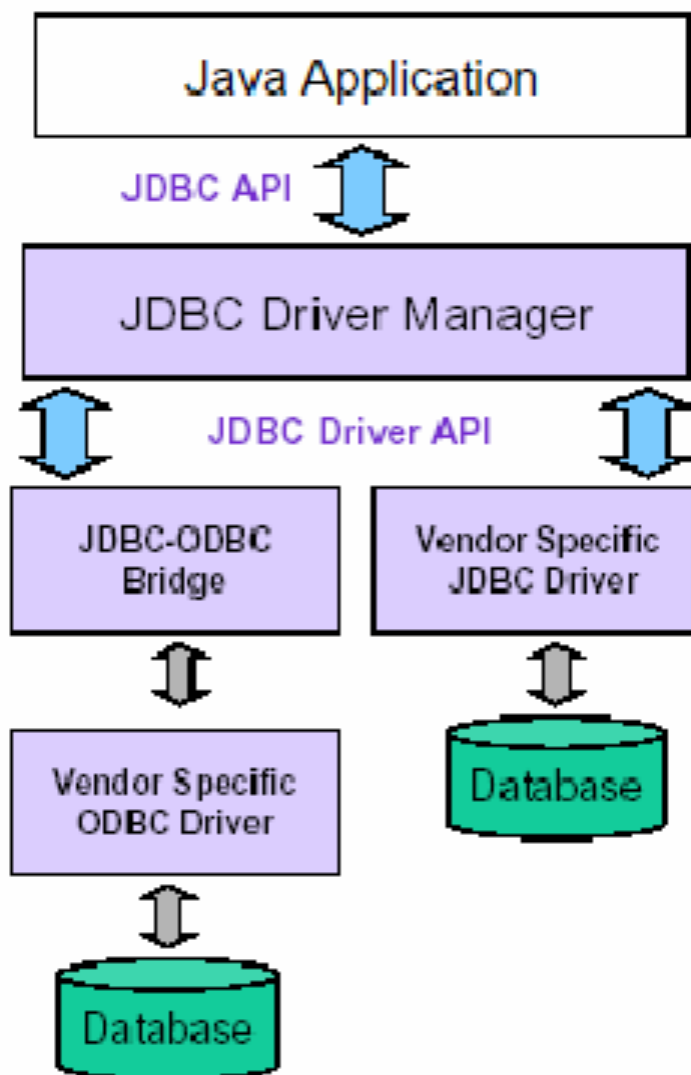 Java Application
JDBC API
JDBC Driver Manager
JDBC Driver API
JDBC-ODBC
Bridge
Vendor Specific
JDBC Driver
Vendor Specific
ODBC Driver
Database
Database